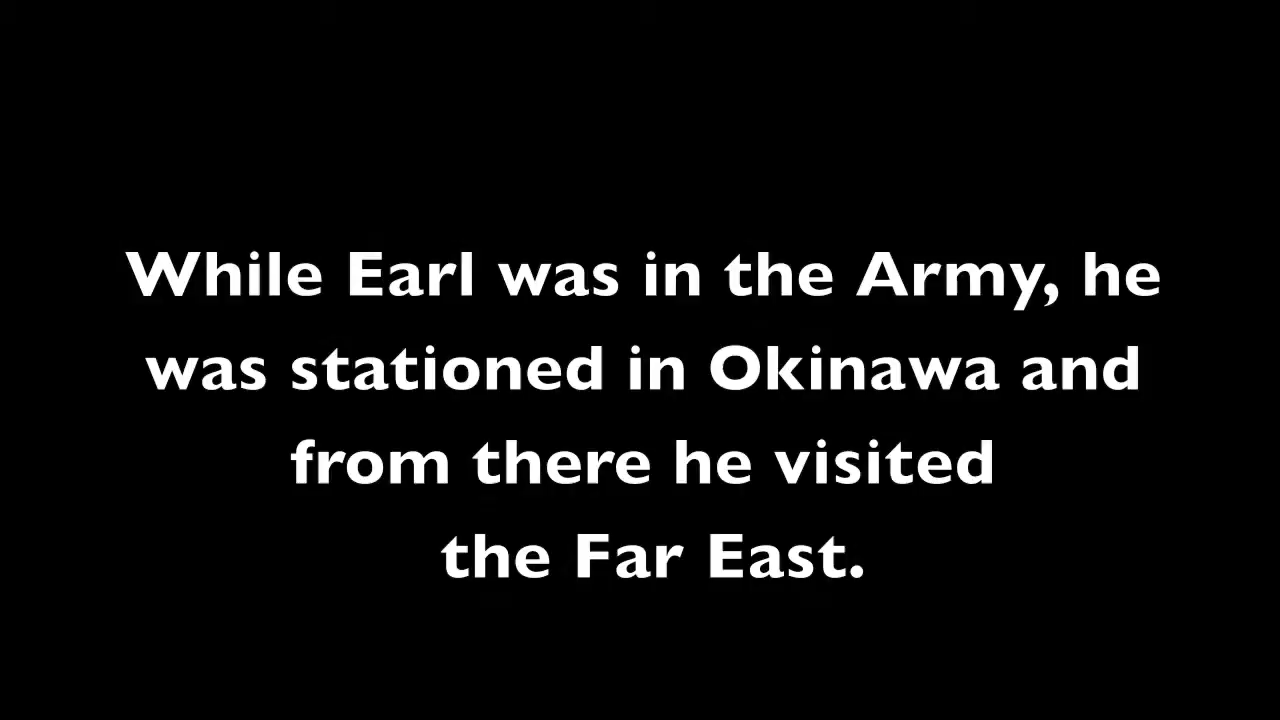 While Earl was in the Army, he
was stationed in Okinawa and
from there he visited
the Far East.